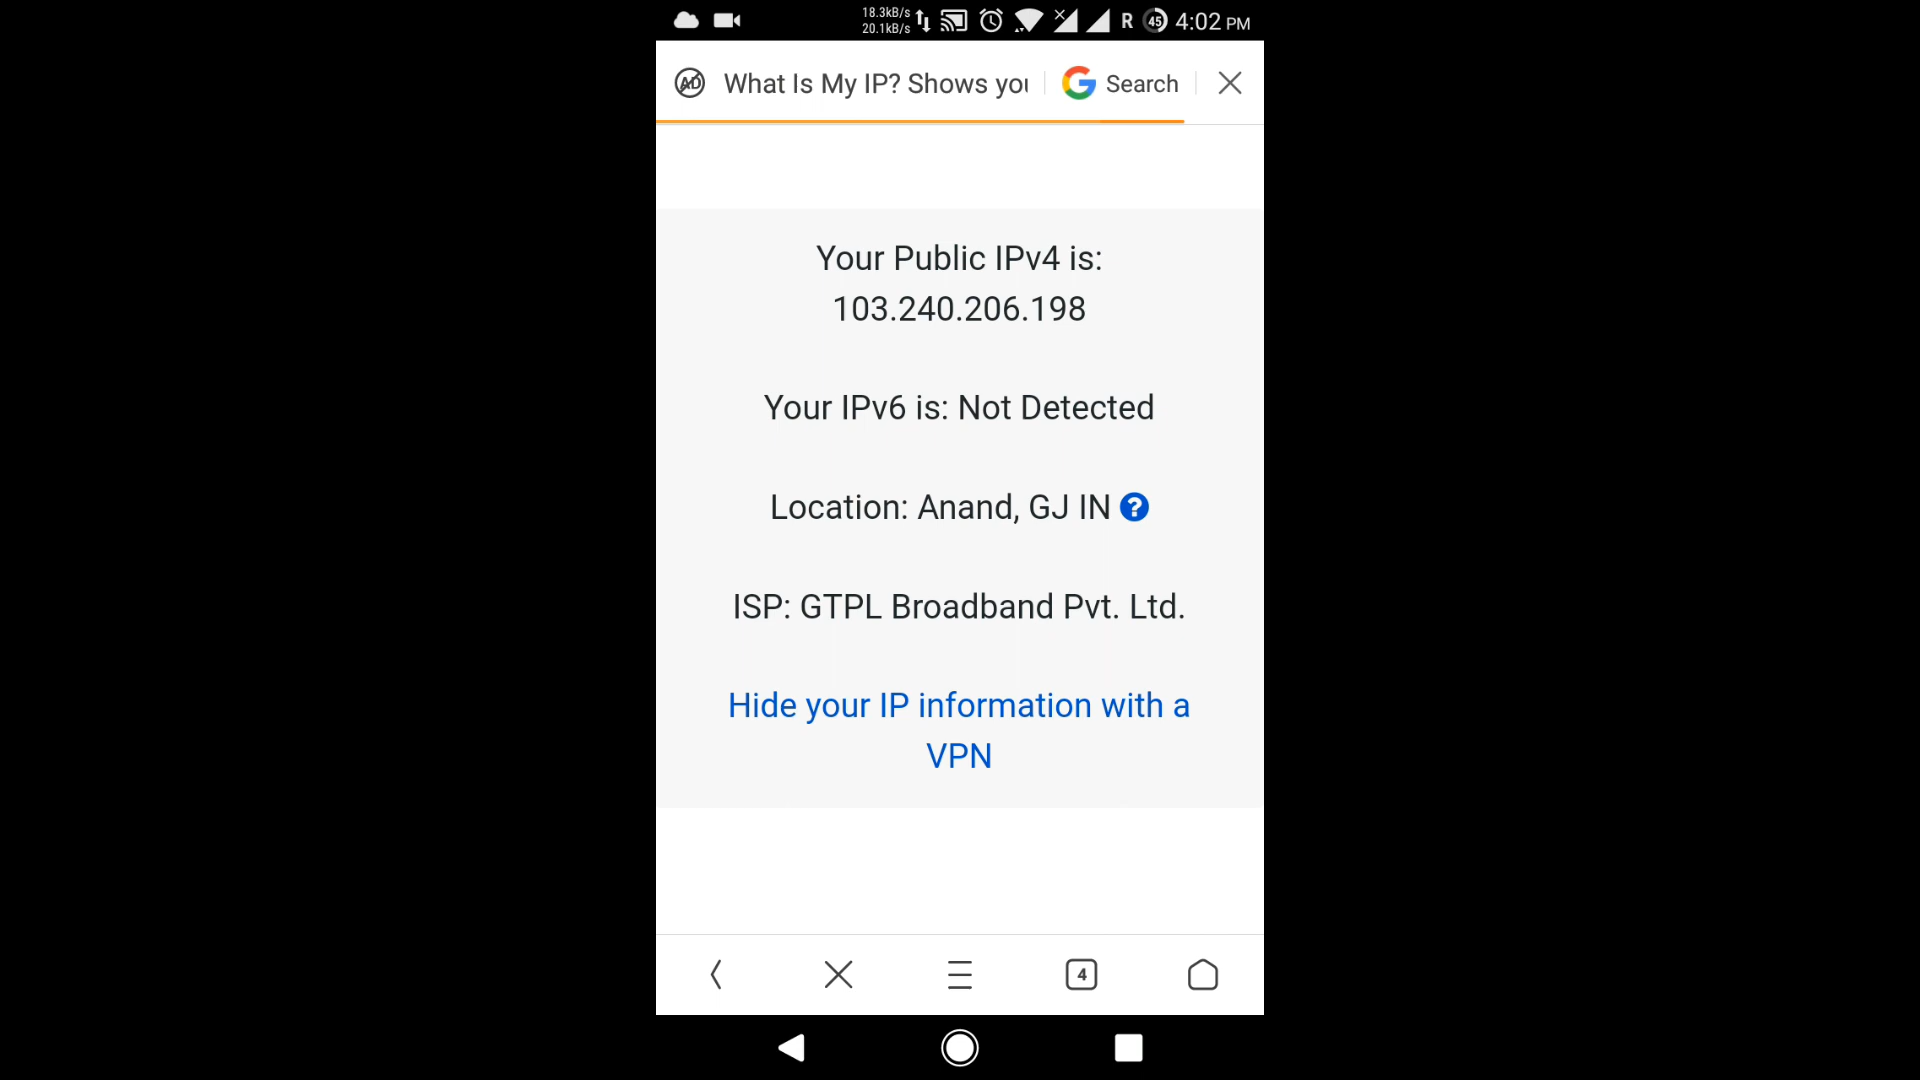 18.3kB/s
20.1kB/s
R 45 4:02 PM
AD What Is My IP? Shows you Search
Your Public IPv4 is:
103.240.206.198
Your IPv6 is: Not Detected
Location: Anand, GJ IN ?
ISP: GTPL Broadband Pvt. Ltd.
Hide your IP information with a
VPN
4